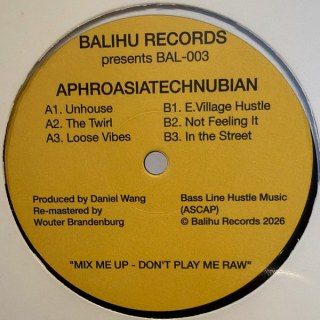 BALIHU RECORDS
presents BAL-003
APHROASIATECHNUBIAN
A1. Unhouse
A2. The Twirl
A3. Loose Vibes
B1. E.Village Hustle
B2. Not Feeling It
B3. In the Street
Produced by Daniel Wang
Re-mastered by
Wouter Brandenburg
Bass Line Hustle Music
(ASCAP)
© Balihu Records 2026
"MIX ME UP - DON'T PLAY ME RAW"